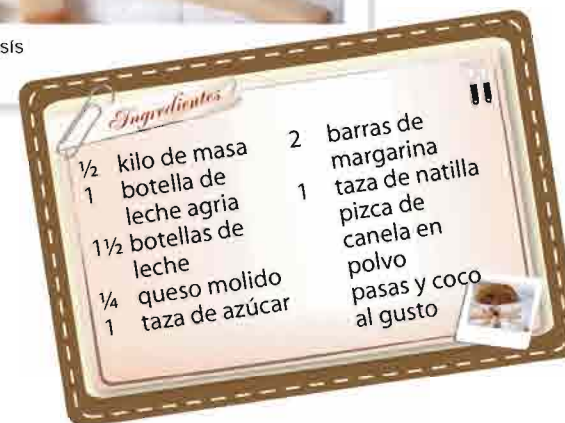 sís
Ingredientes
½ kilo de masa
1 botella de
leche agria
1½ botellas de
leche
¼ queso molido
1 taza de azúcar
2 barras de
margarina
1 taza de natilla
pizca de
canela en
polvo
pasas y coco
al gusto